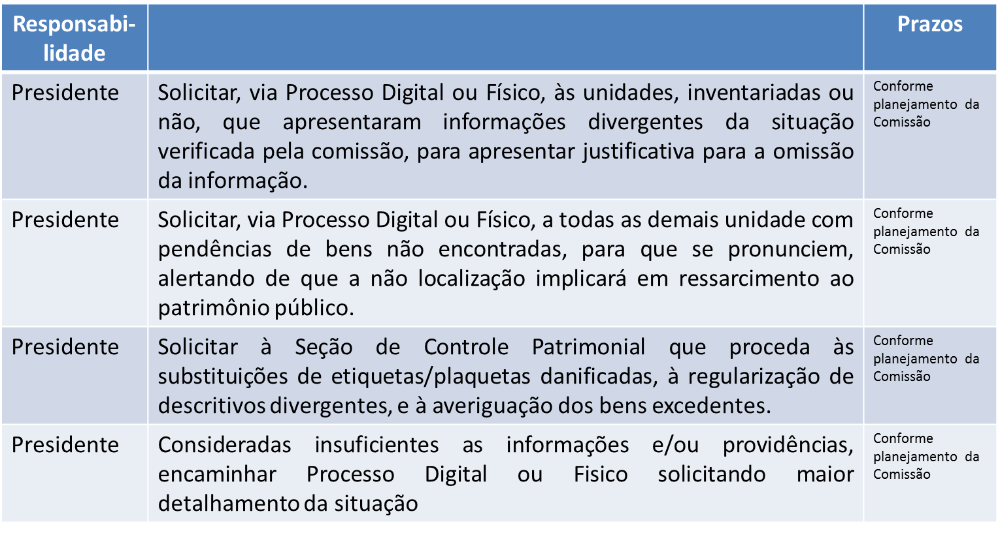 Responsabi-
lidade
Prazos
Presidente
Solicitar, via Processo Digital ou Físico, às unidades, inventariadas ou
não, que apresentaram informações divergentes da situação
verificada pela comissão, para apresentar justificativa para a omissão
da informação.
Conforme
planejamento da
Comissão
Presidente
Solicitar, via Processo Digital ou Físico, a todas as demais unidade com
pendências de bens não encontradas, para que se pronunciem,
alertando de que a não localização implicará em ressarcimento ao
patrimônio público.
Conforme
planejamento da
Comissão
Presidente
Solicitar à Seção de Controle Patrimonial que proceda às
substituições de etiquetas/plaquetas danificadas, à regularização de
descritivos divergentes, e à averiguação dos bens excedentes.
Conforme
planejamento da
Comissão
Presidente
Consideradas insuficientes as informações e/ou providências,
encaminhar Processo Digital ou Fisico solicitando maior
detalhamento da situação
Conforme
planejamento da
Comissão